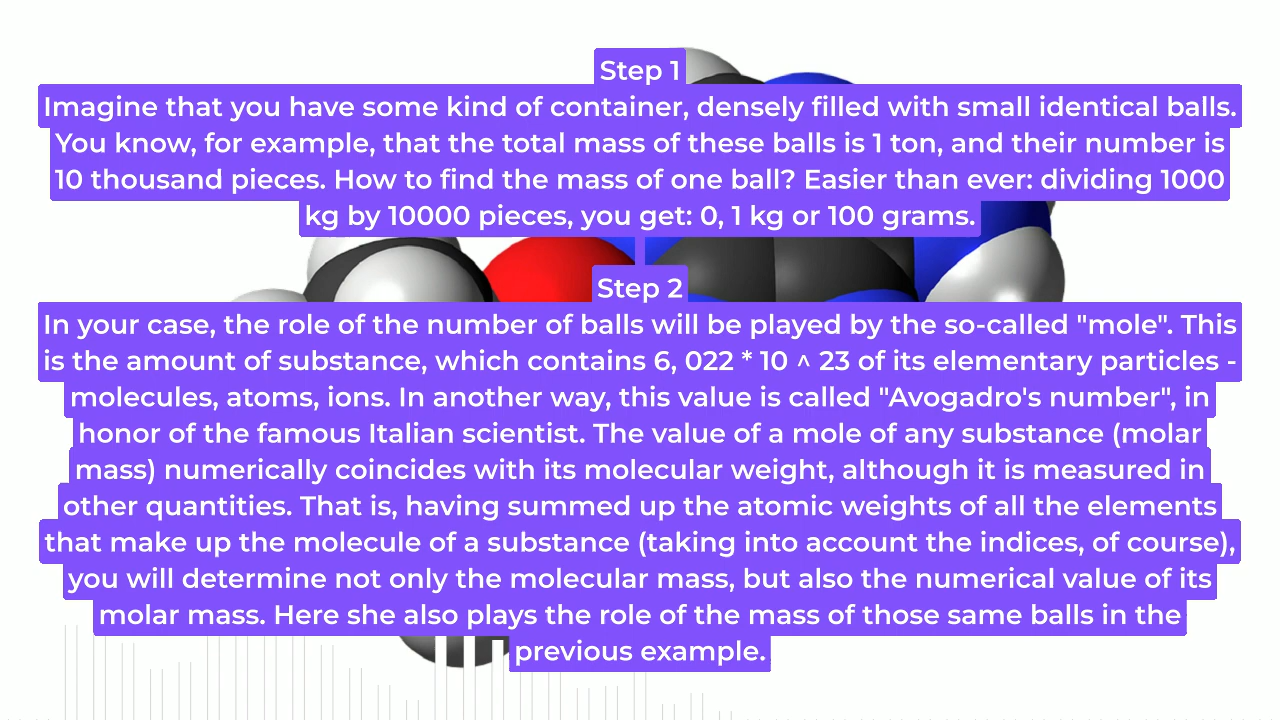 Step 1
Imagine that you have some kind of container, densely filled with small identical balls.
You know, for example, that the total mass of these balls is 1 ton, and their number is
10 thousand pieces. How to find the mass of one ball? Easier than ever: dividing 1000
kg by 10000 pieces, you get: 0, 1 kg or 100 grams.
Step 2
In your case, the role of the number of balls will be played by the so-called "mole". This
is the amount of substance, which contains 6, 022 * 10 ^ 23 of its elementary particles -
molecules, atoms, ions. In another way, this value is called "Avogadro's number", in
honor of the famous Italian scientist. The value of a mole of any substance (molar
mass) numerically coincides with its molecular weight, although it is measured in
other quantities. That is, having summed up the atomic weights of all the elements
that make up the molecule of a substance (taking into account the indices, of course),
you will determine not only the molecular mass, but also the numerical value of its
molar mass. Here she also plays the role of the mass of those same balls in the
previous example.